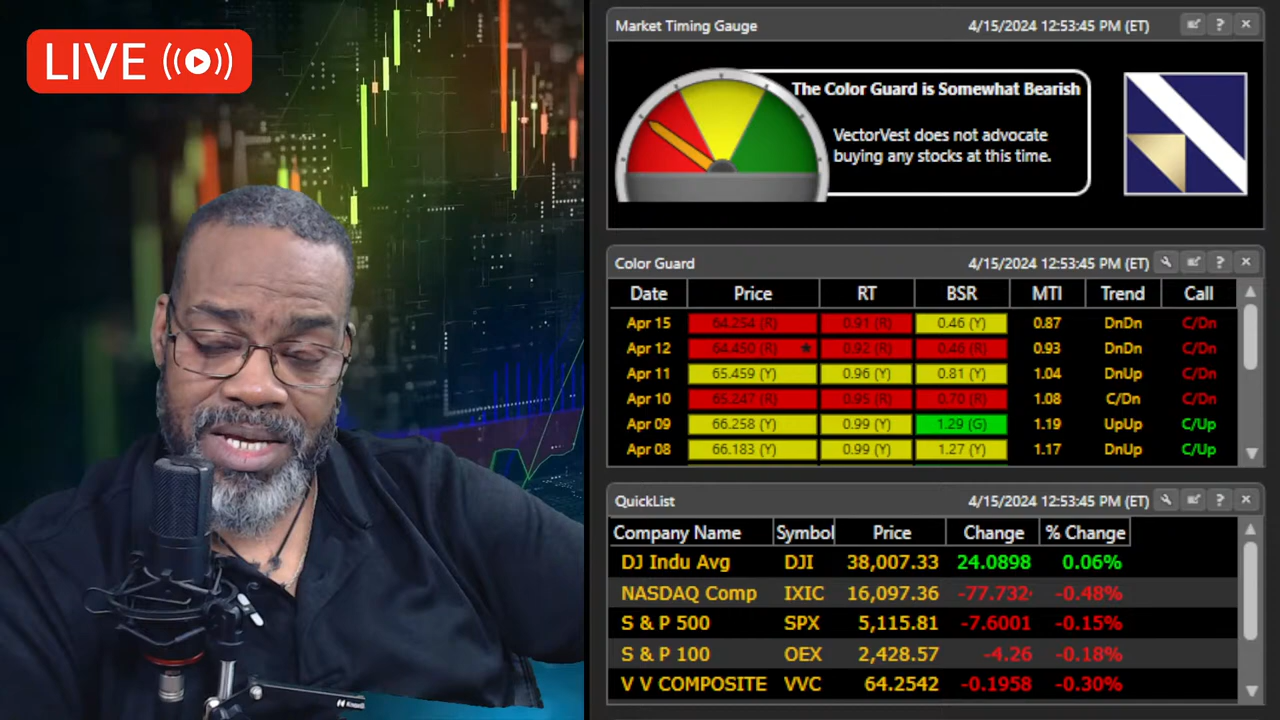 LIVE
Market Timing Gauge 4/15/2024 12:53:45 PM (ET) ?
The Color Guard is Somewhat Bearish
VectorVest does not advocate
buying any stocks at this time.
Color Guard 4/15/2024 12:53:45 PM (ET) ?
Date Price RT BSR MTI Trend Call
Apr 15 64.254 (R) 0.91 (R) 0.46 (Y) 0.87 DnDn C/Dn
Apr 12 64.450 (R) ★ 0.92 (R) 0.46 (R) 0.93 DnDn C/Dn
Apr 11 65.459 (Y) 0.96 (Y) 0.81 (Y) 1.04 DnUp C/Dn
Apr 10 65.247 (R) 0.95 (R) 0.70 (R) 1.08 C/Dn C/Dn
Apr 09 66.258 (Y) 0.99 (Y) 1.29 (G) 1.19 UpUp C/Up
Apr 08 66.183 (Y) 0.99 (Y) 1.27 (Y) 1.17 DnUp C/Up
QuickList 4/15/2024 12:53:45 PM (ET) ?
Company Name Symbol Price Change % Change
DJ Indu Avg DJI 38,007.33 24.0898 0.06%
NASDAQ Comp IXIC 16,097.36 -77.732 -0.48%
S & P 500 SPX 5,115.81 -7.6001 -0.15%
S & P 100 OEX 2,428.57 -4.26 -0.18%
V V COMPOSITE VVC 64.2542 -0.1958 -0.30%